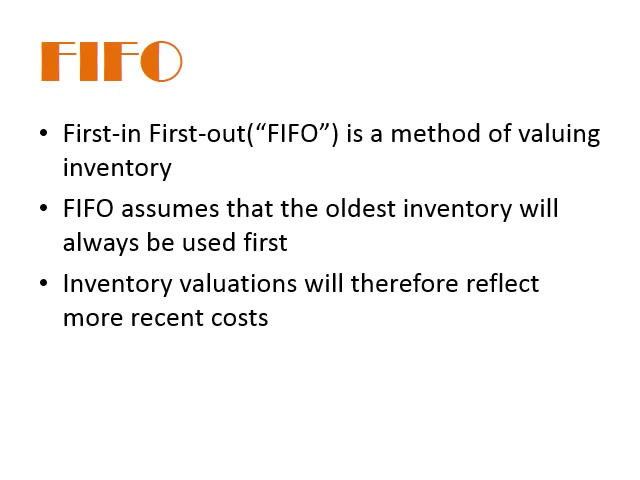 FIFO
• First-in First-out(“FIFO”) is a method of valuing
inventory
• FIFO assumes that the oldest inventory will
always be used first
• Inventory valuations will therefore reflect
more recent costs